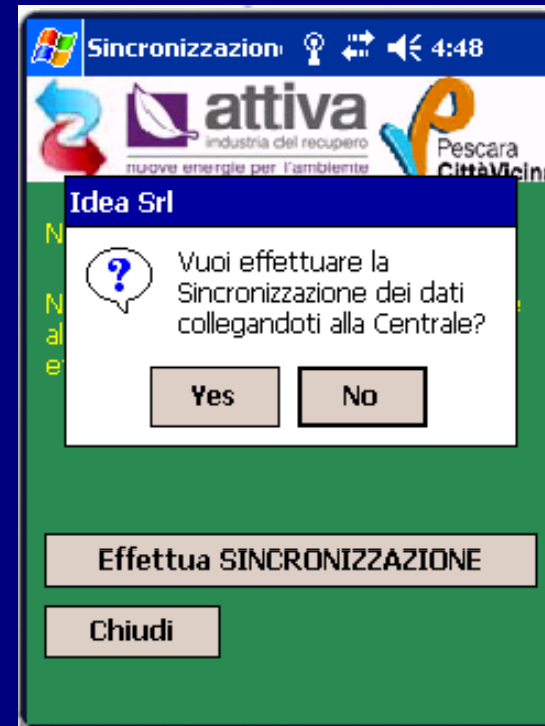 Sincronizzazion 4:48
attiva
industria del recupero
nuove energie per l'ambiente
Pescara
CittàVicin
Idea Srl
Vuoi effettuare la
Sincronizzazione dei dati
collegandoti alla Centrale?
Yes No
Effettua SINCRONIZZAZIONE
Chiudi